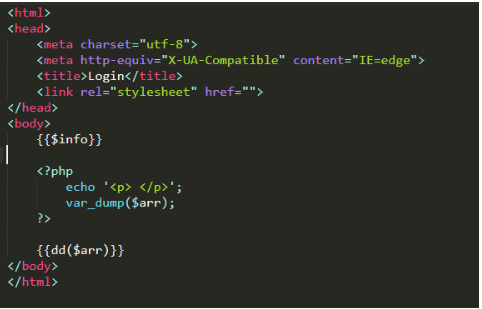 <html>
<head>
    <meta charset="utf-8">
    <meta http-equiv="X-UA-Compatible" content="IE=edge">
    <title>Login</title>
    <link rel="stylesheet" href="">
</head>
<body>
    {{$info}}
    <?php
        echo '<p> </p>';
        var_dump($arr);
    ?>
    {{dd($arr)}}
</body>
</html>